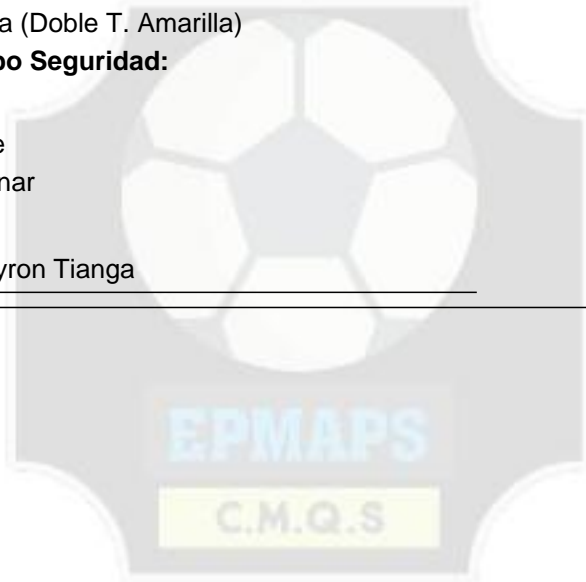 a (Doble T. Amarilla)
po Seguridad:
e
nar
yron Tianga
EPMAPS
C.M.Q.S